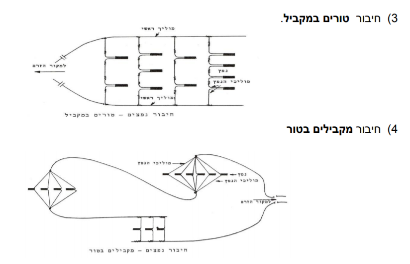 3) חיבור טורים במקביל.
מוליך ראשי
למקור הזרם
נפץ
מוליכי הנפץ
מוליך ראשי
חיבור נפצים - טורים במקביל
4) חיבור מקבילים בטור
מוליכי הנפץ
נפץ
מוליכי הנפץ
למקור הזרם
חיבור נפצים - מקבילים בטור